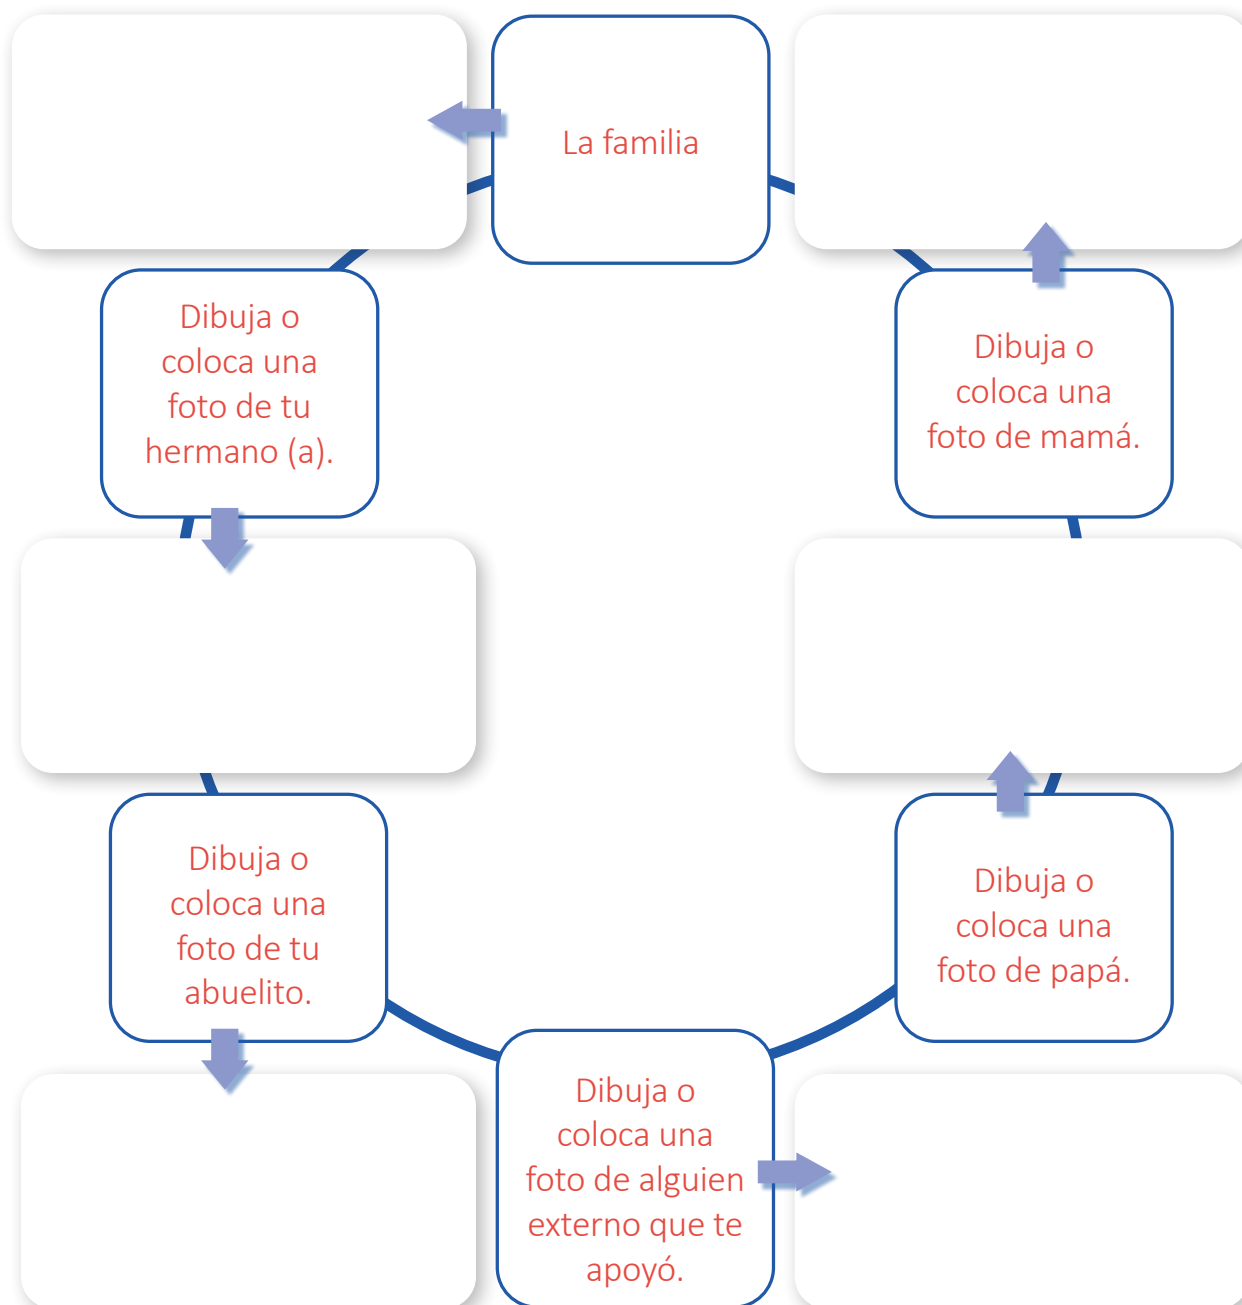 La familia
Dibuja o
coloca una
foto de tu
hermano (a).
Dibuja o
coloca una
foto de mamá.
Dibuja o
coloca una
foto de tu
abuelito.
Dibuja o
coloca una
foto de papá.
Dibuja o
coloca una
foto de alguien
externo que te
apoyó.